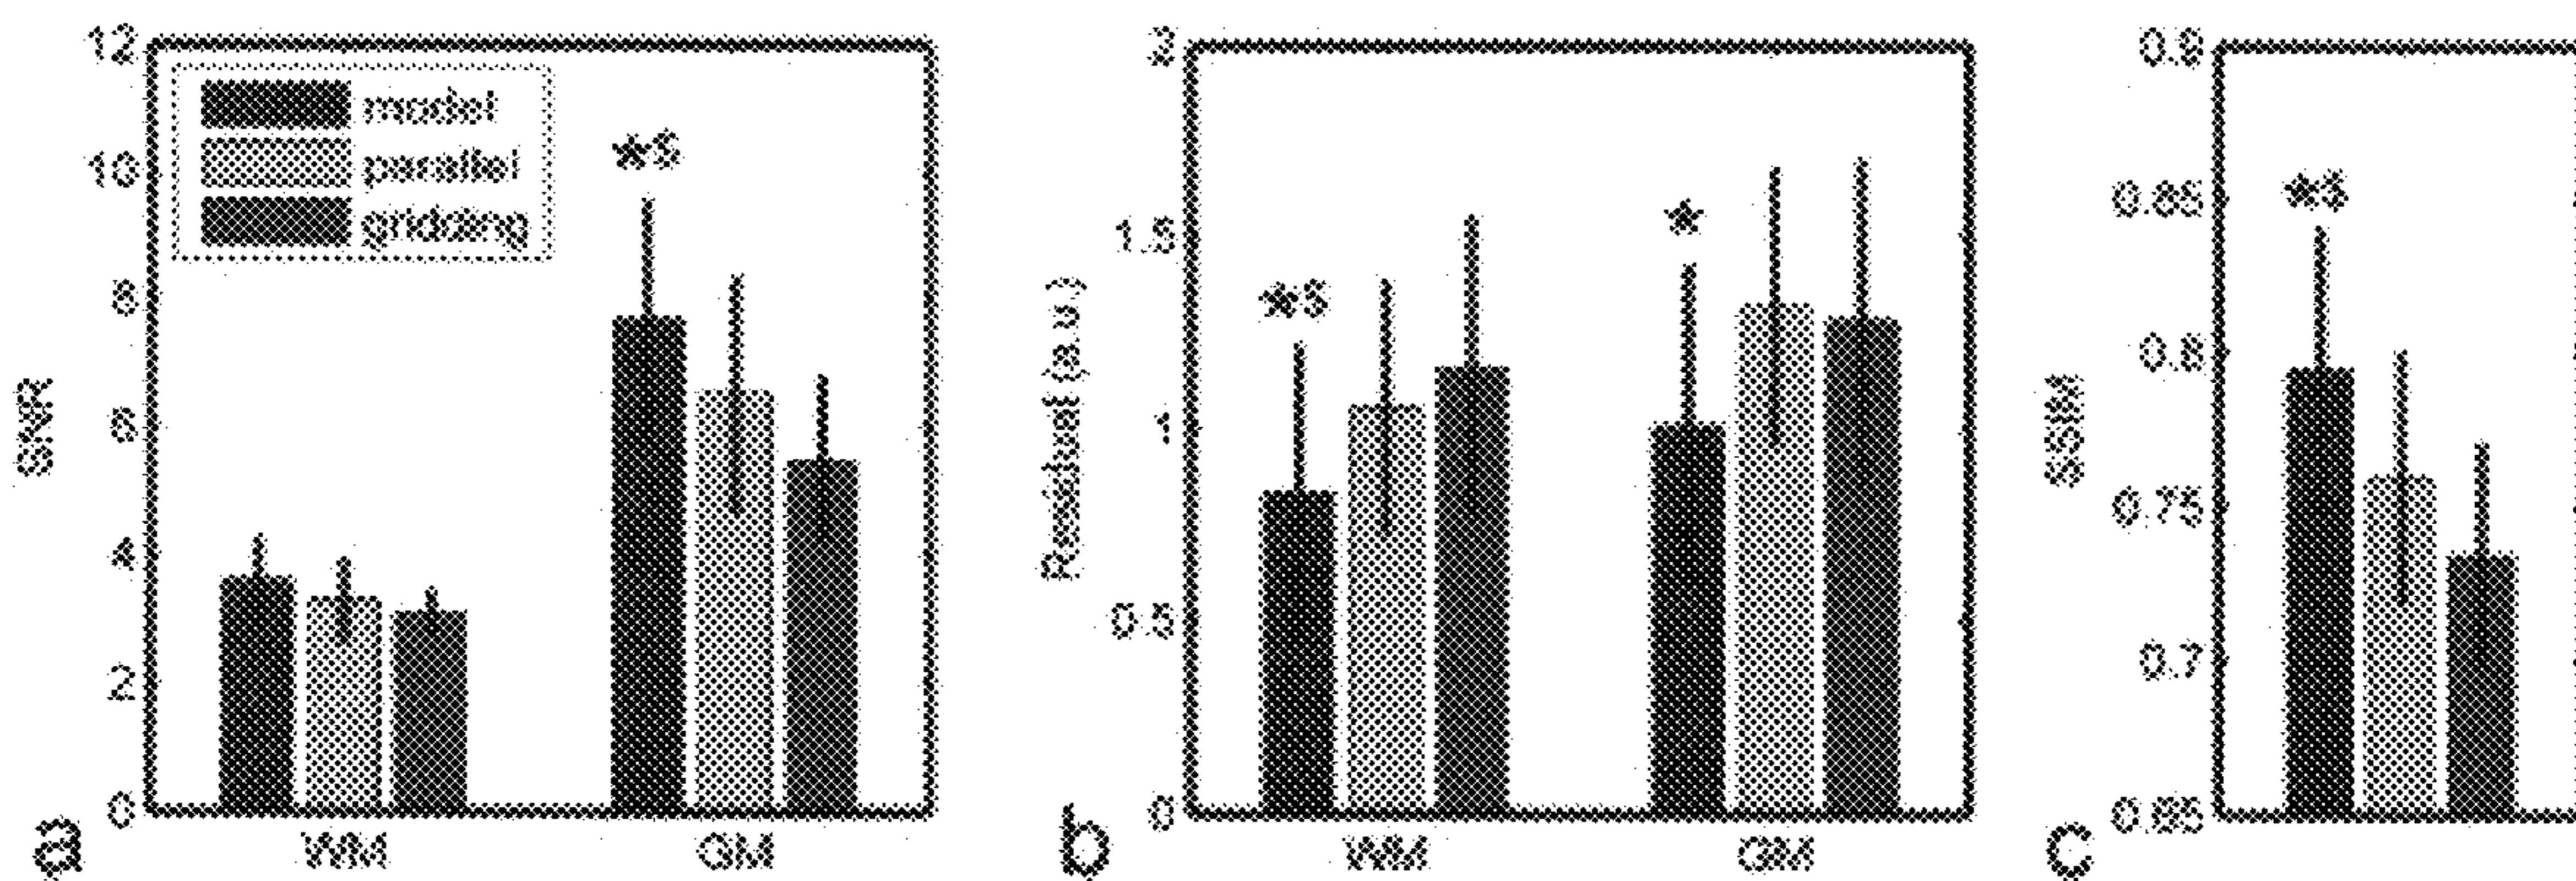 12
10
8
6
4
2
0
SNR
model
parallel
gridding
*$
WM
GM
a
2
1.5
1
0.5
0
Residual (a.u.)
*$
*
WM
GM
b
0.9
0.85
0.8
0.75
0.7
0.65
SSIM
*$
c